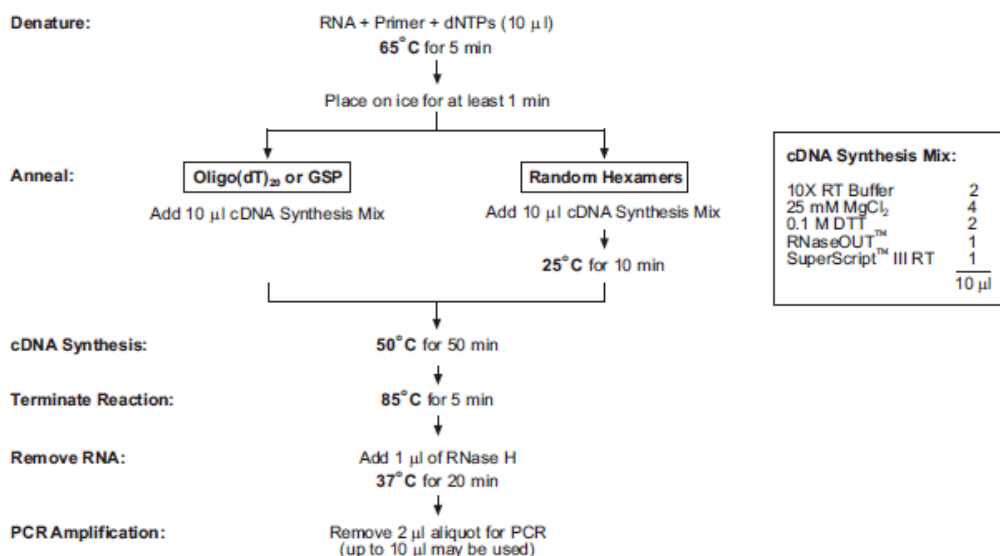 Denature: RNA + Primer + dNTPs (10 µl)
65°C for 5 min
Place on ice for at least 1 min
Anneal: Oligo(dT)₂₀ or GSP Random Hexamers
Add 10 µl cDNA Synthesis Mix Add 10 µl cDNA Synthesis Mix
25°C for 10 min
cDNA Synthesis Mix:
10X RT Buffer 2
25 mM MgCl₂ 4
0.1 M DTT 2
RNaseOUT™ 1
SuperScript™ III RT 1
10 µl
cDNA Synthesis: 50°C for 50 min
Terminate Reaction: 85°C for 5 min
Remove RNA: Add 1 µl of RNase H
37°C for 20 min
PCR Amplification: Remove 2 µl aliquot for PCR
(up to 10 µl may be used)